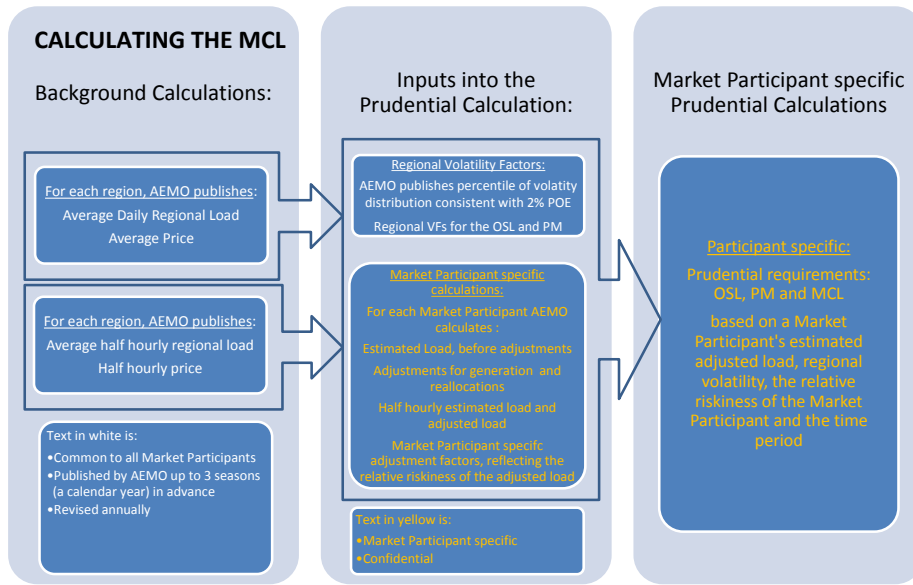 CALCULATING THE MCL
Background Calculations:
For each region, AEMO publishes:
Average Daily Regional Load
Average Price
For each region, AEMO publishes:
Average half hourly regional load
Half hourly price
Text in white is:
•Common to all Market Participants
•Published by AEMO up to 3 seasons
(a calendar year) in advance
•Revised annually
Inputs into the
Prudential Calculation:
Regional Volatility Factors:
AEMO publishes percentile of volatity
distribution consistent with 2% POE
Regional VFs for the OSL and PM
Market Participant specific
calculations:
For each Market Participant AEMO
calculates :
Estimated Load, before adjustments
Adjustments for generation and
reallocations
Half hourly estimated load and
adjusted load
Market Participant specifc
adjustment factors, reflecting the
relative riskiness of the adjusted load
Text in yellow is:
•Market Participant specific
•Confidential
Market Participant specific
Prudential Calculations
Participant specific:
Prudential requirements:
OSL, PM and MCL
based on a Market
Participant's estimated
adjusted load, regional
volatility, the relative
riskiness of the Market
Participant and the time
period